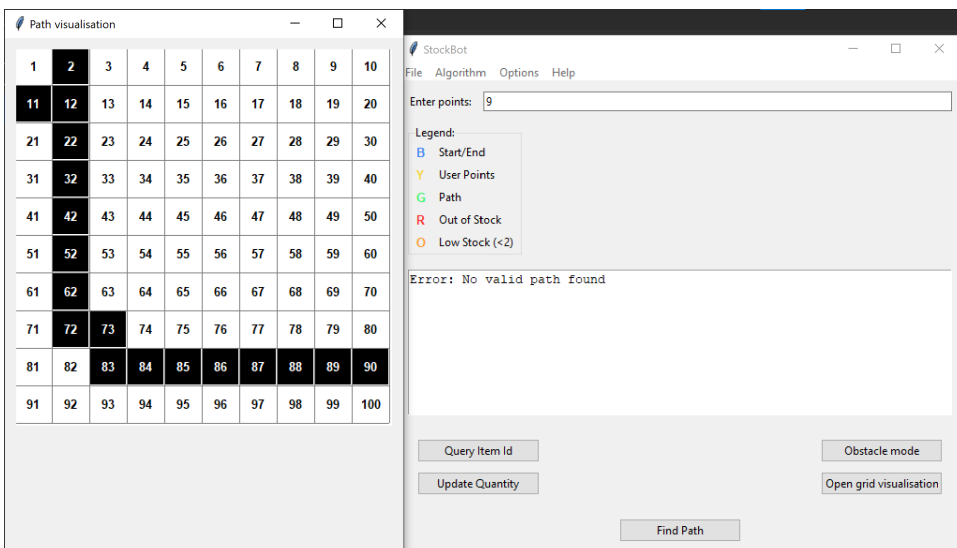 Path visualisation
1 2 3 4 5 6 7 8 9 10
11 12 13 14 15 16 17 18 19 20
21 22 23 24 25 26 27 28 29 30
31 32 33 34 35 36 37 38 39 40
41 42 43 44 45 46 47 48 49 50
51 52 53 54 55 56 57 58 59 60
61 62 63 64 65 66 67 68 69 70
71 72 73 74 75 76 77 78 79 80
81 82 83 84 85 86 87 88 89 90
91 92 93 94 95 96 97 98 99 100
StockBot
File Algorithm Options Help
Enter points: 9
Legend:
B Start/End
Y User Points
G Path
R Out of Stock
O Low Stock (<2)
Error: No valid path found
Query Item Id
Obstacle mode
Update Quantity
Open grid visualisation
Find Path